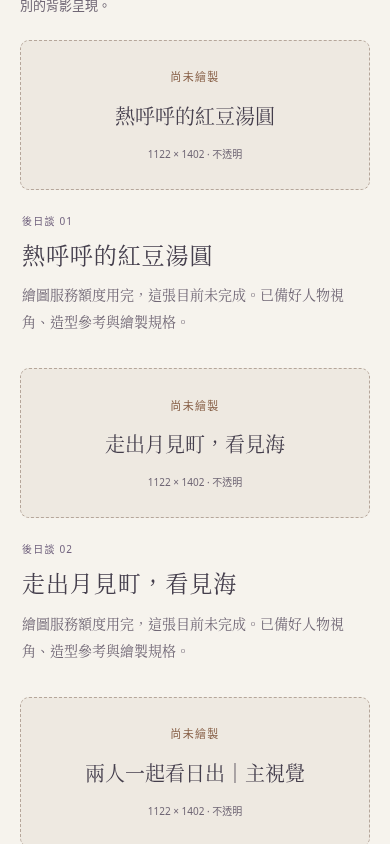 別的背影呈現。
尚未繪製
熱呼呼的紅豆湯圓
1122 × 1402 · 不透明
後日談 01
熱呼呼的紅豆湯圓
繪圖服務額度用完，這張目前未完成。已備好人物視
角、造型參考與繪製規格。
尚未繪製
走出月見町，看見海
1122 × 1402 · 不透明
後日談 02
走出月見町，看見海
繪圖服務額度用完，這張目前未完成。已備好人物視
角、造型參考與繪製規格。
尚未繪製
兩人一起看日出｜主視覺
1122 × 1402 · 不透明